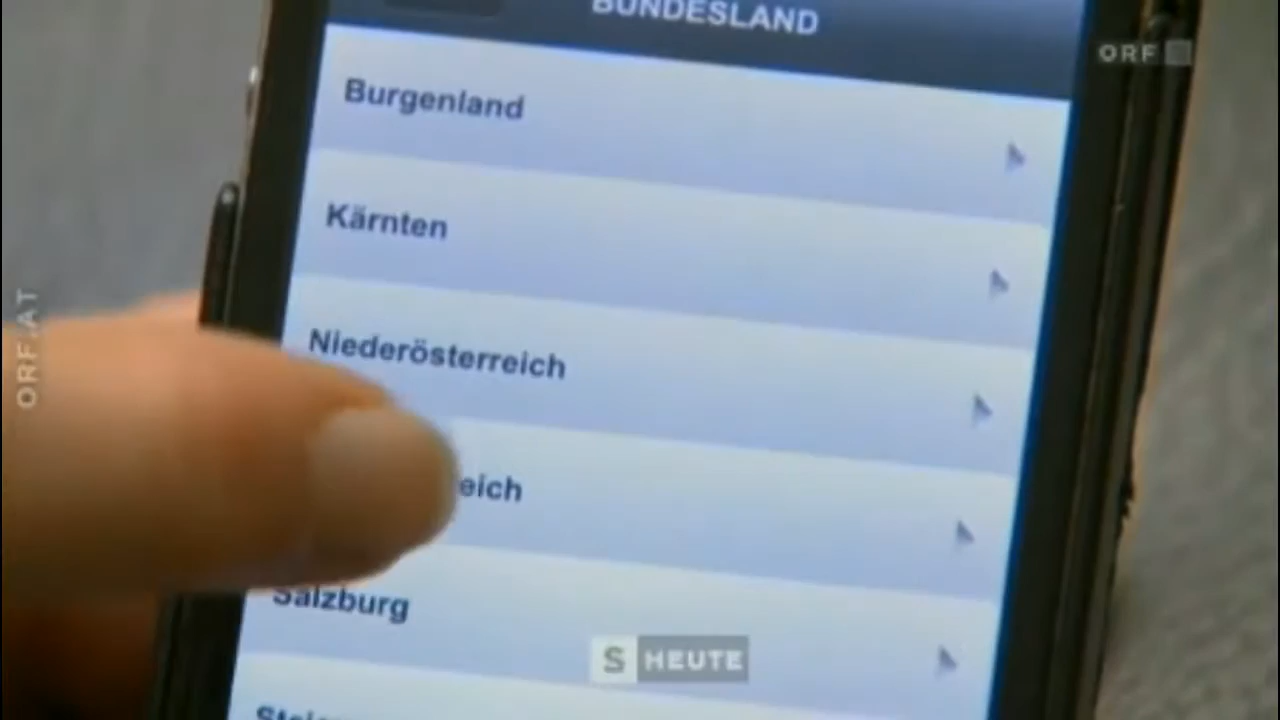 BUNDESLAND
ORF
Burgenland
Kärnten
Niederösterreich
eich
Salzburg
ORF.AT
S HEUTE